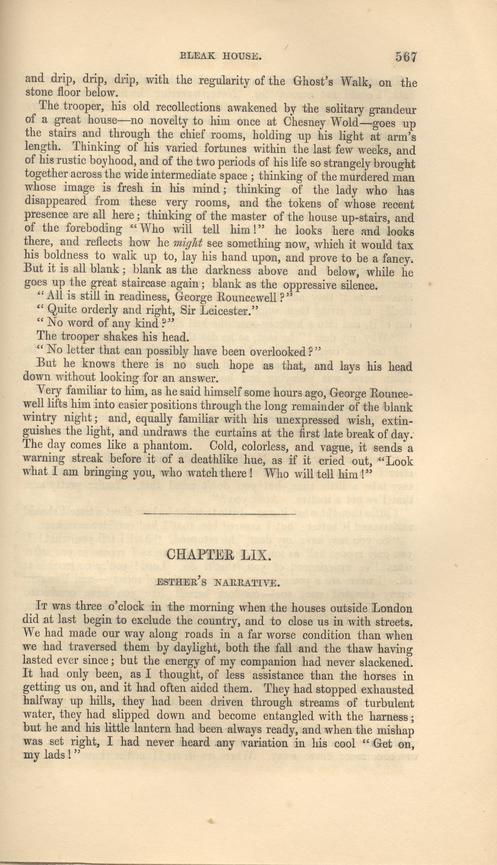 BLEAK HOUSE. 567
and drip, drip, drip, with the regularity of the Ghost's Walk, on the
stone floor below.
The trooper, his old recollections awakened by the solitary grandeur
of a great house—no novelty to him once at Chesney Wold—goes up
the stairs and through the chief rooms, holding up his light at arm's
length. Thinking of his varied fortunes within the last few weeks, and
of his rustic boyhood, and of the two periods of his life so strangely brought
together across the wide intermediate space; thinking of the murdered man
whose image is fresh in his mind; thinking of the lady who has
disappeared from these very rooms, and the tokens of whose recent
presence are all here; thinking of the master of the house up-stairs, and
of the foreboding "Who will tell him!" he looks here and looks
there, and reflects how he might see something now, which it would tax
his boldness to walk up to, lay his hand upon, and prove to be a fancy.
But it is all blank; blank as the darkness above and below, while he
goes up the great staircase again; blank as the oppressive silence.
"All is still in readiness, George Rouncewell?"
"Quite orderly and right, Sir Leicester."
"No word of any kind?"
The trooper shakes his head.
"No letter that can possibly have been overlooked?"
But he knows there is no such hope as that, and lays his head
down without looking for an answer.
Very familiar to him, as he said himself some hours ago, George Rounce-
well lifts him into easier positions through the long remainder of the blank
wintry night; and, equally familiar with his unexpressed wish, extin-
guishes the light, and undraws the curtains at the first late break of day.
The day comes like a phantom. Cold, colorless, and vague, it sends a
warning streak before it of a deathlike hue, as if it cried out, "Look
what I am bringing you, who watch there! Who will tell him!"
CHAPTER LIX.
ESTHER'S NARRATIVE.
IT was three o'clock in the morning when the houses outside London
did at last begin to exclude the country, and to close us in with streets.
We had made our way along roads in a far worse condition than when
we had traversed them by daylight, both the fall and the thaw having
lasted ever since; but the energy of my companion had never slackened.
It had only been, as I thought, of less assistance than the horses in
getting us on, and it had often aided them. They had stopped exhausted
halfway up hills, they had been driven through streams of turbulent
water, they had slipped down and become entangled with the harness;
but he and his little lantern had been always ready, and when the mishap
was set right, I had never heard any variation in his cool "Get on,
my lads!"